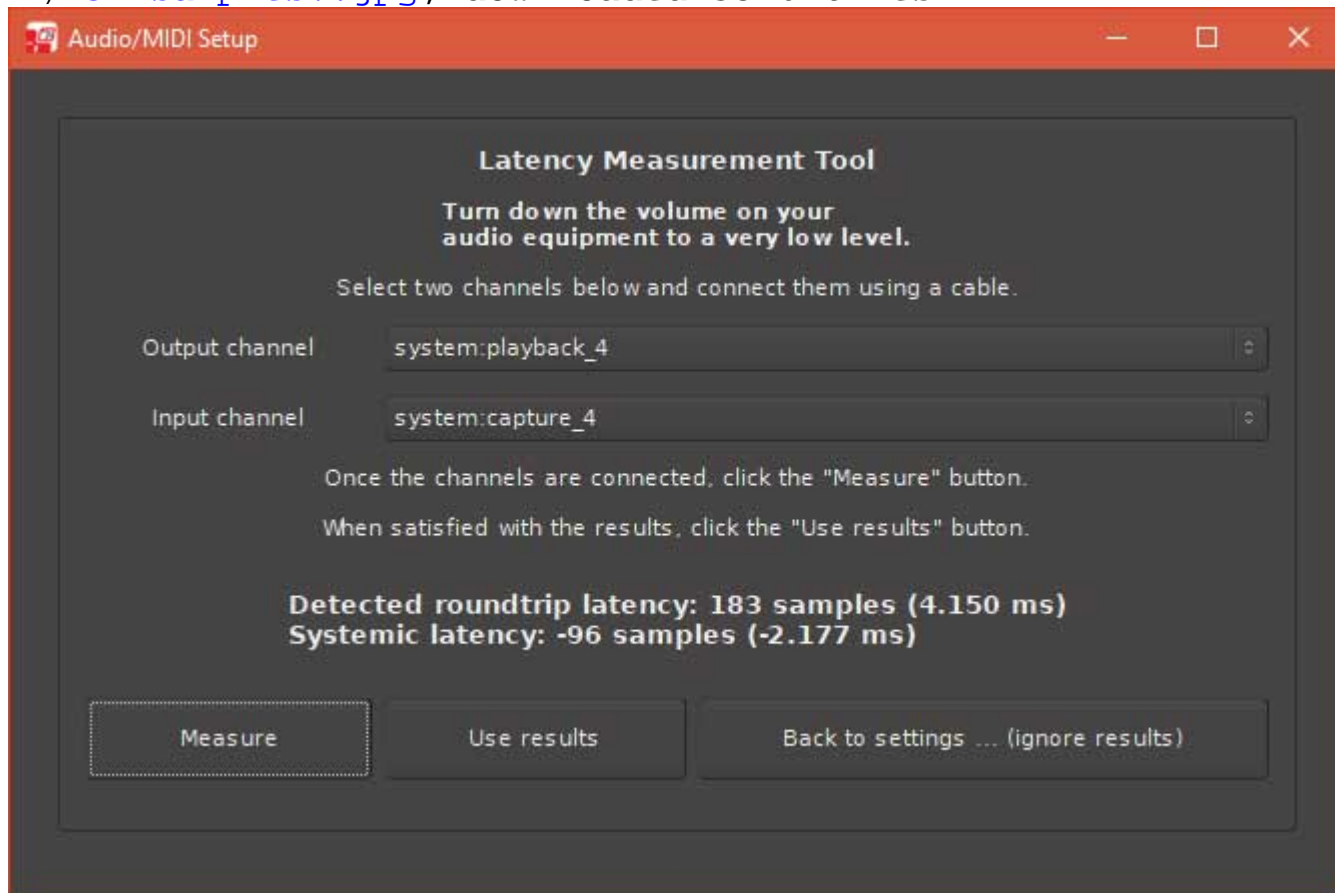 Audio/MIDI Setup
Latency Measurement Tool
Turn down the volume on your
audio equipment to a very low level.
Select two channels below and connect them using a cable.
Output channel system:playback_4
Input channel system:capture_4
Once the channels are connected, click the "Measure" button.
When satisfied with the results, click the "Use results" button.
Detected roundtrip latency: 183 samples (4.150 ms)
Systemic latency: -96 samples (-2.177 ms)
Measure Use results Back to settings ... (ignore results)